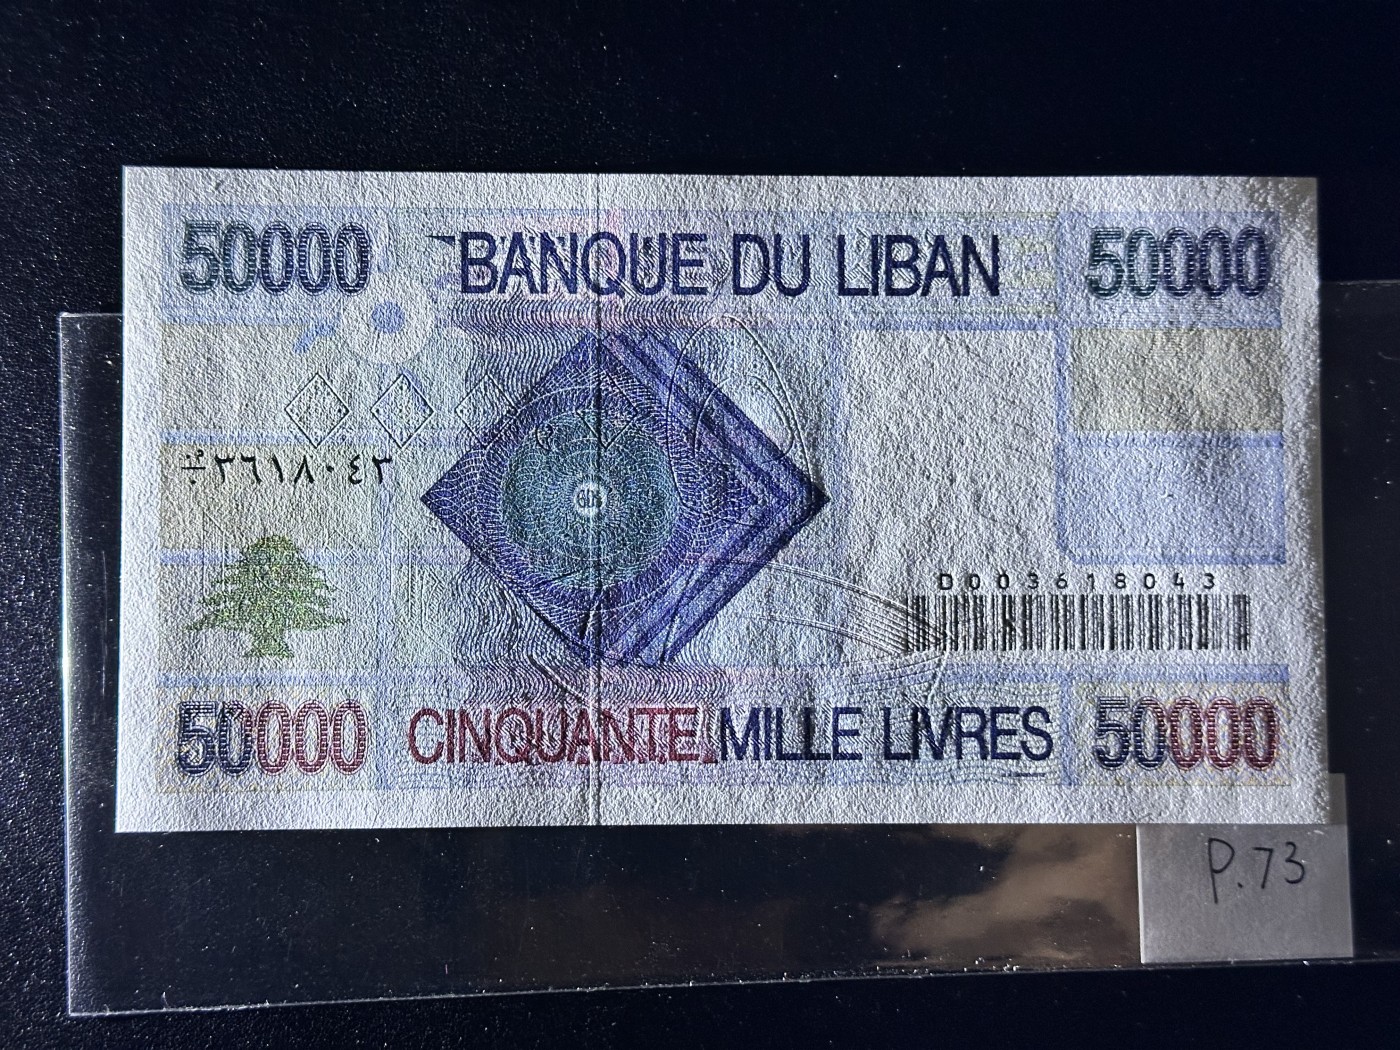 50000 BANQUE DU LIBAN 50000
٣٦١٨٠٤٣
D003618043
50000 CINQUANTE MILLE LIVRES 50000
P.73